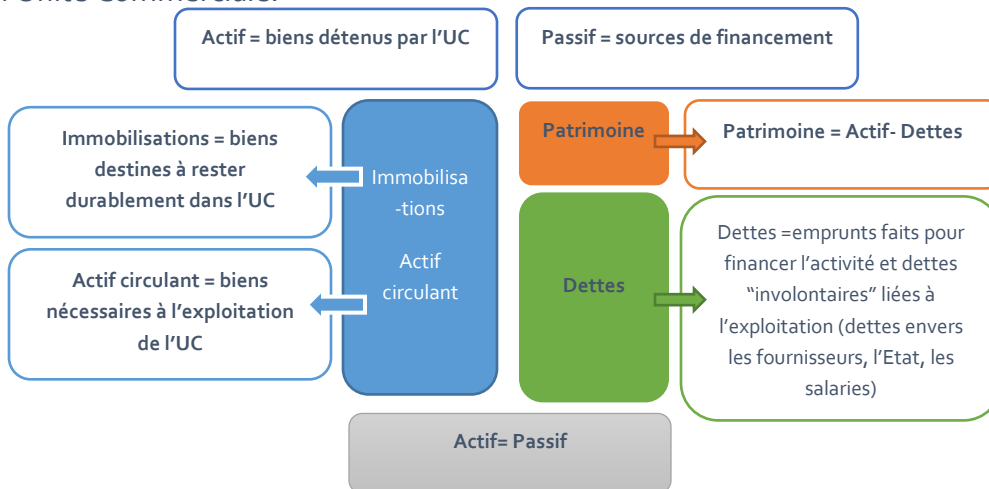 l'Unité Commerciale.
Actif = biens détenus par l'UC
Passif = sources de financement
Immobilisations = biens
destines à rester
durablement dans l'UC
Actif circulant = biens
nécessaires à l'exploitation
de l'UC
Immobilisa
-tions
Actif
circulant
Patrimoine
Patrimoine = Actif- Dettes
Dettes
Dettes =emprunts faits pour
financer l'activité et dettes
“involontaires” liées à
l'exploitation (dettes envers
les fournisseurs, l'Etat, les
salaries)
Actif= Passif